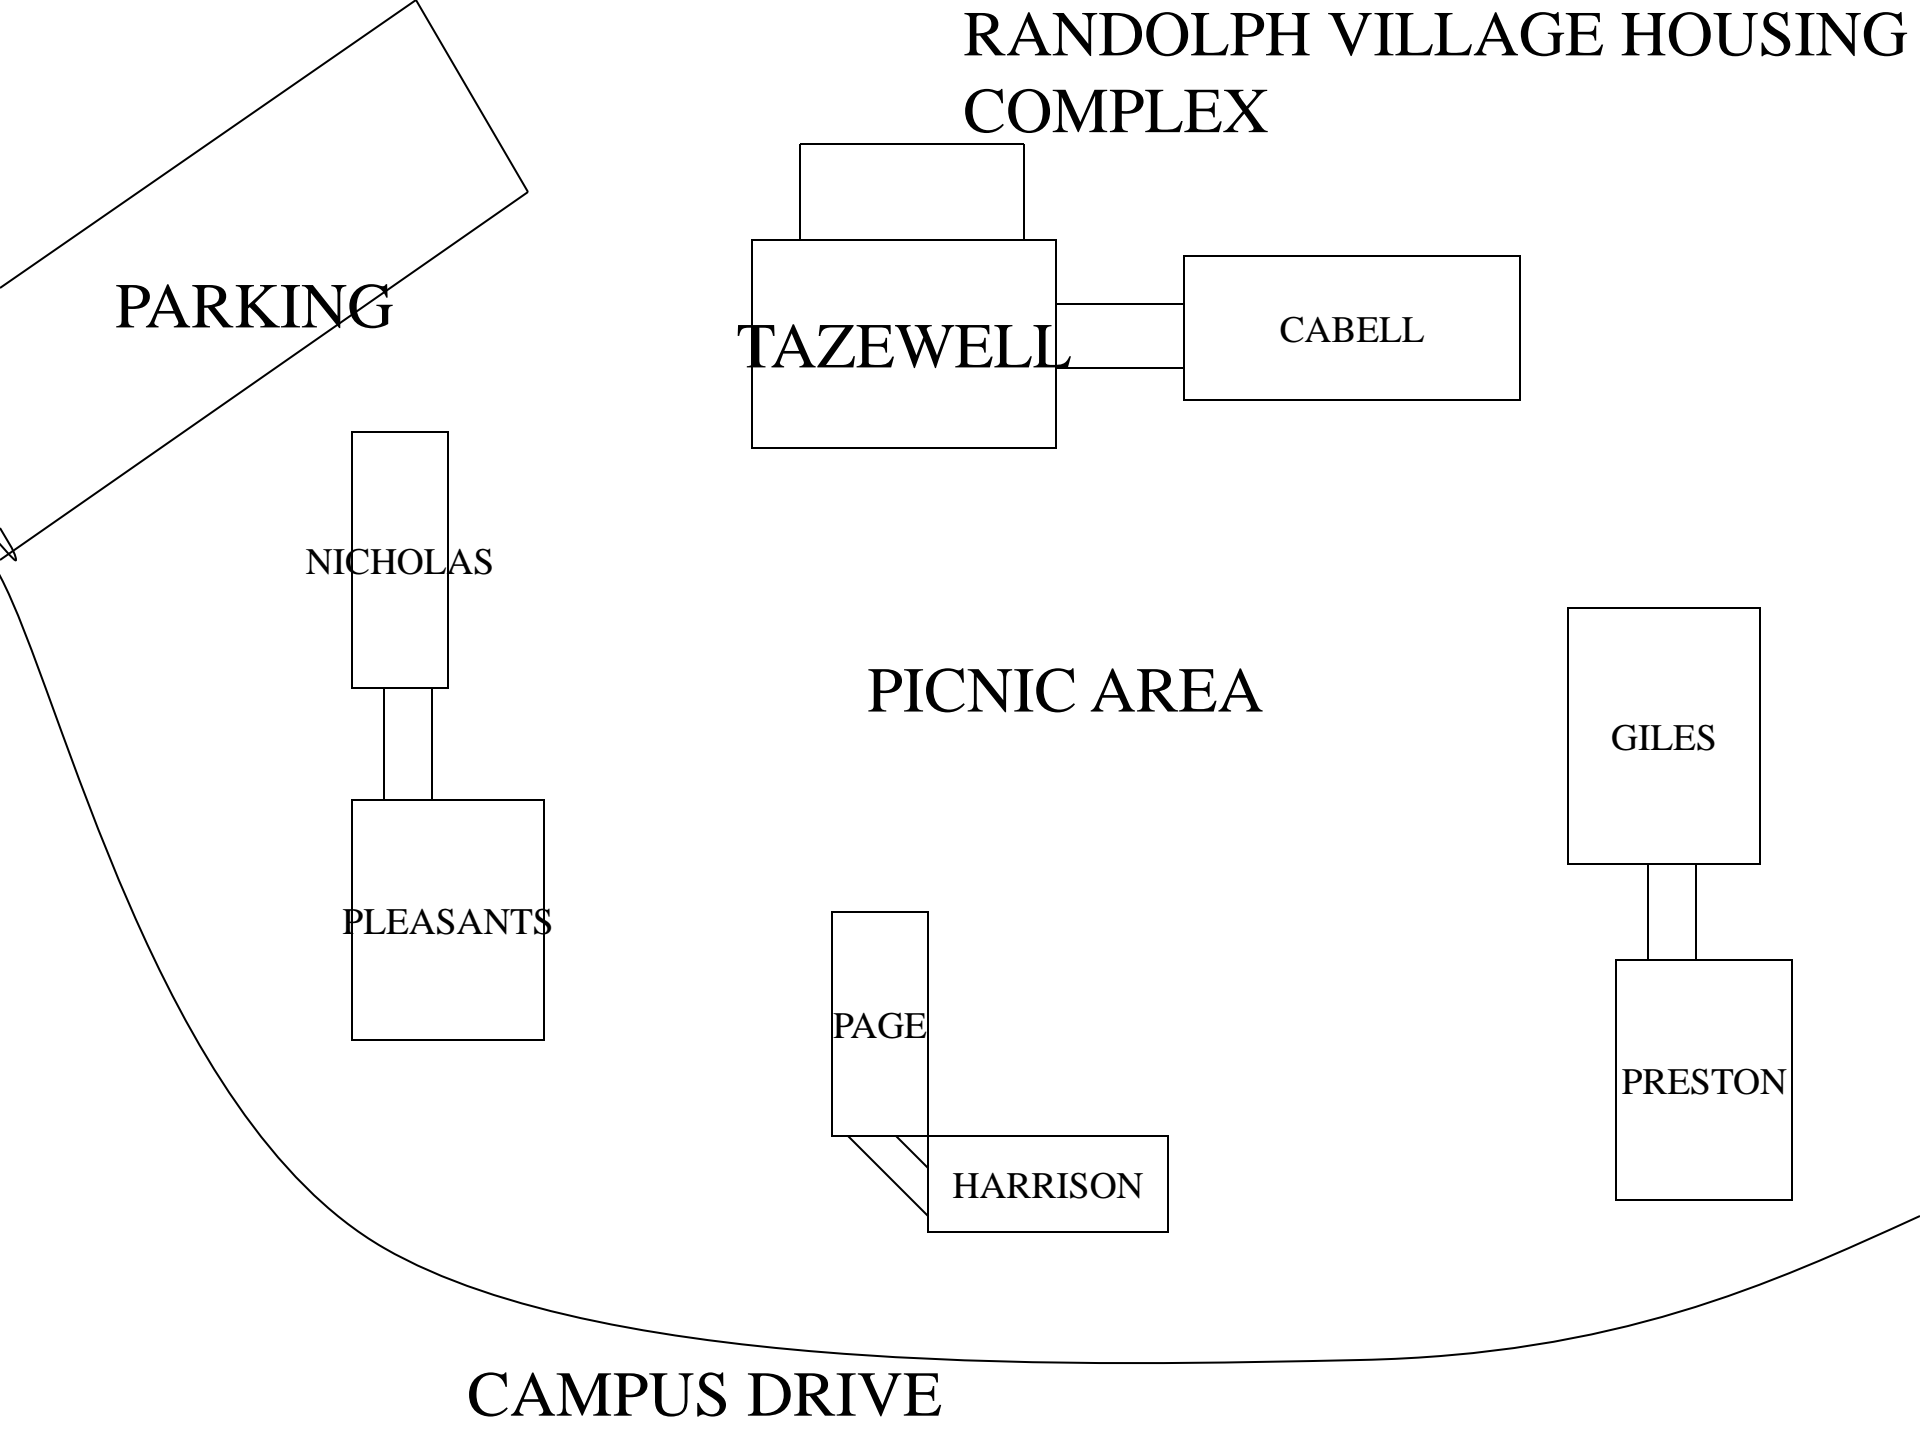 RANDOLPH VILLAGE HOUSING
COMPLEX
PARKING
TAZEWELL
CABELL
NICHOLAS
PICNIC AREA
GILES
PLEASANTS
PAGE
PRESTON
HARRISON
CAMPUS DRIVE